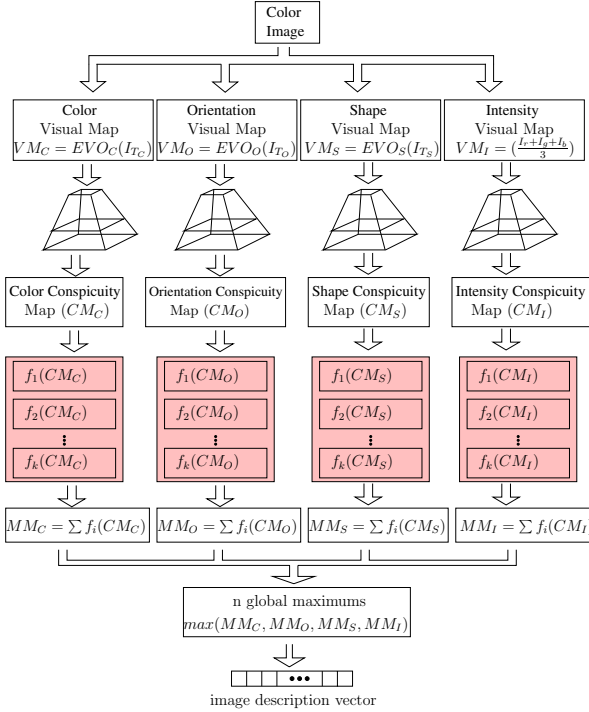 Color
Image
Color
Visual Map
VM_C = EVO_C(I_{T_C})
Orientation
Visual Map
VM_O = EVO_O(I_{T_O})
Shape
Visual Map
VM_S = EVO_S(I_{T_S})
Intensity
Visual Map
VM_I = (\frac{I_r+I_g+I_b}{3})
Color Conspicuity
Map (CM_C)
Orientation Conspicuity
Map (CM_O)
Shape Conspicuity
Map (CM_S)
Intensity Conspicuity
Map (CM_I)
f_1(CM_C)
f_2(CM_C)
⋮
f_k(CM_C)
f_1(CM_O)
f_2(CM_O)
⋮
f_k(CM_O)
f_1(CM_S)
f_2(CM_S)
⋮
f_k(CM_S)
f_1(CM_I)
f_2(CM_I)
⋮
f_k(CM_I)
MM_C = ∑ f_i(CM_C)
MM_O = ∑ f_i(CM_O)
MM_S = ∑ f_i(CM_S)
MM_I = ∑ f_i(CM_I)
n global maximums
max(MM_C, MM_O, MM_S, MM_I)
•••
image description vector